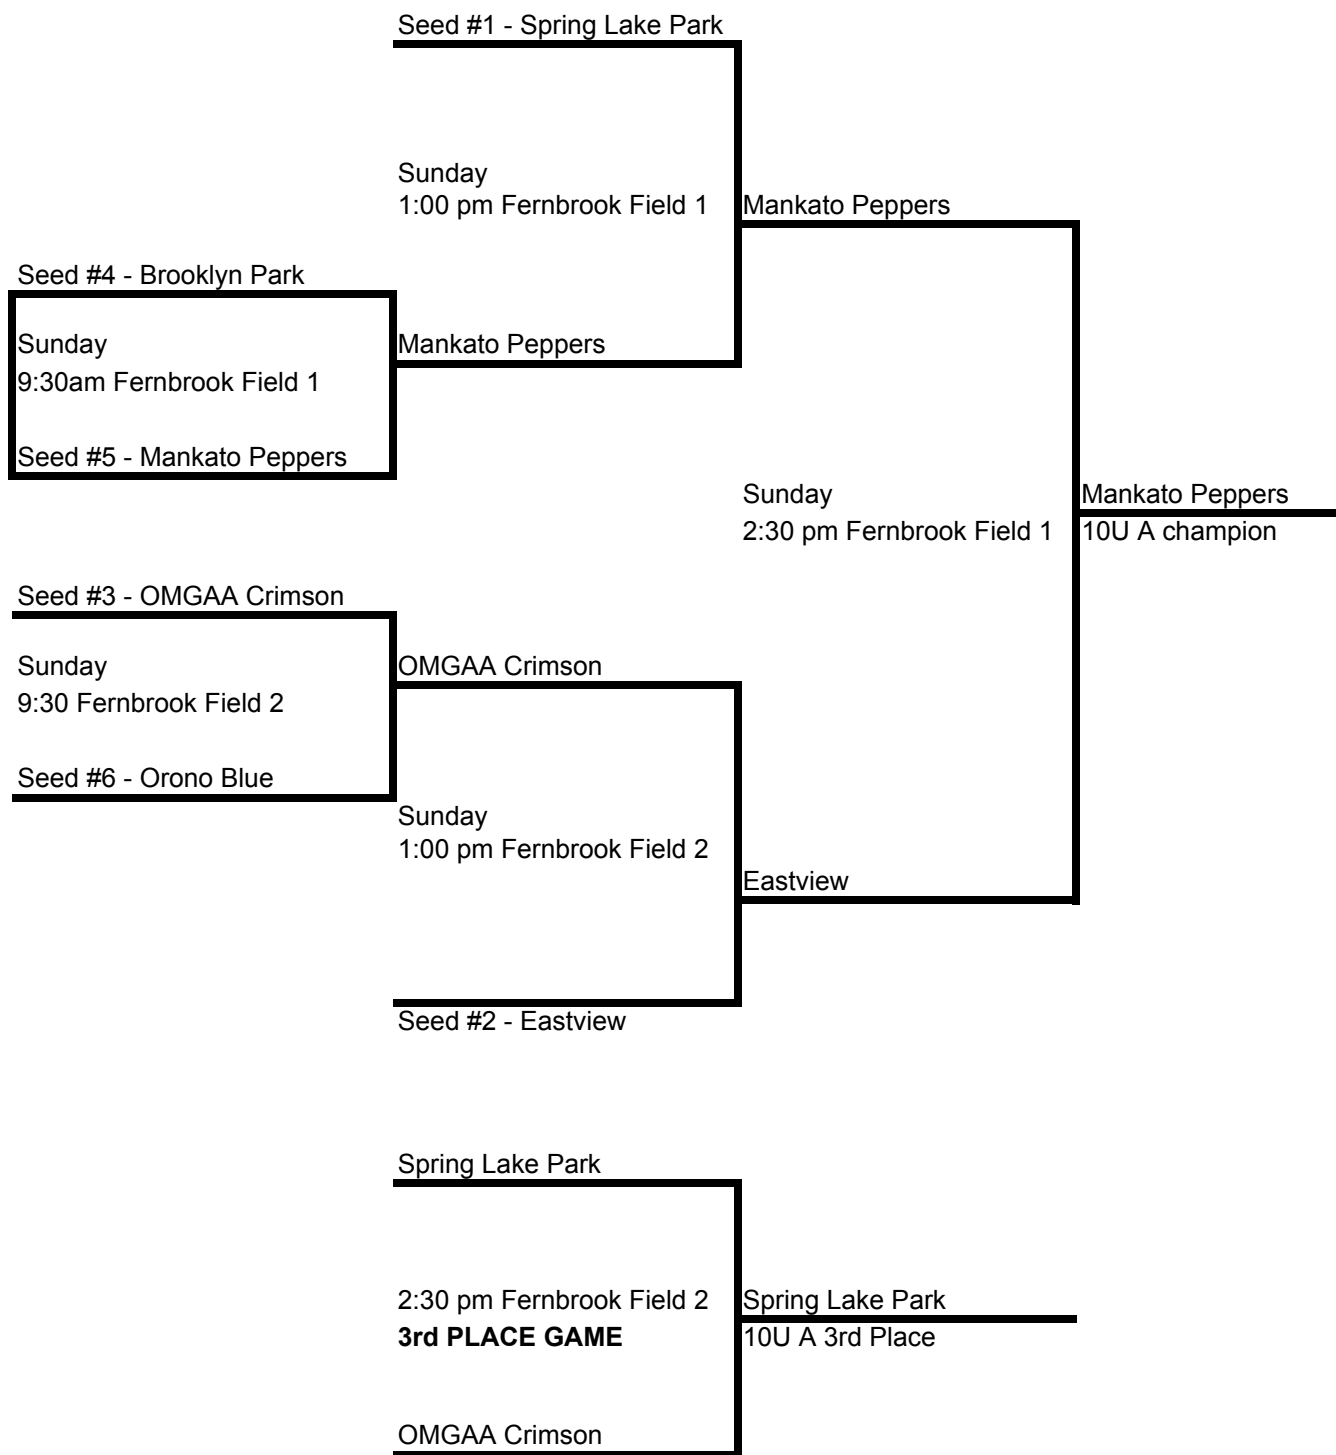 Seed #1 - Spring Lake Park
Sunday
1:00 pm Fernbrook Field 1
Mankato Peppers
Seed #4 - Brooklyn Park
Sunday
9:30am Fernbrook Field 1
Mankato Peppers
Seed #5 - Mankato Peppers
Sunday
2:30 pm Fernbrook Field 1
Mankato Peppers
10U A champion
Seed #3 - OMGAA Crimson
Sunday
9:30 Fernbrook Field 2
OMGAA Crimson
Seed #6 - Orono Blue
Sunday
1:00 pm Fernbrook Field 2
Eastview
Seed #2 - Eastview
Spring Lake Park
2:30 pm Fernbrook Field 2
3rd PLACE GAME
Spring Lake Park
10U A 3rd Place
OMGAA Crimson